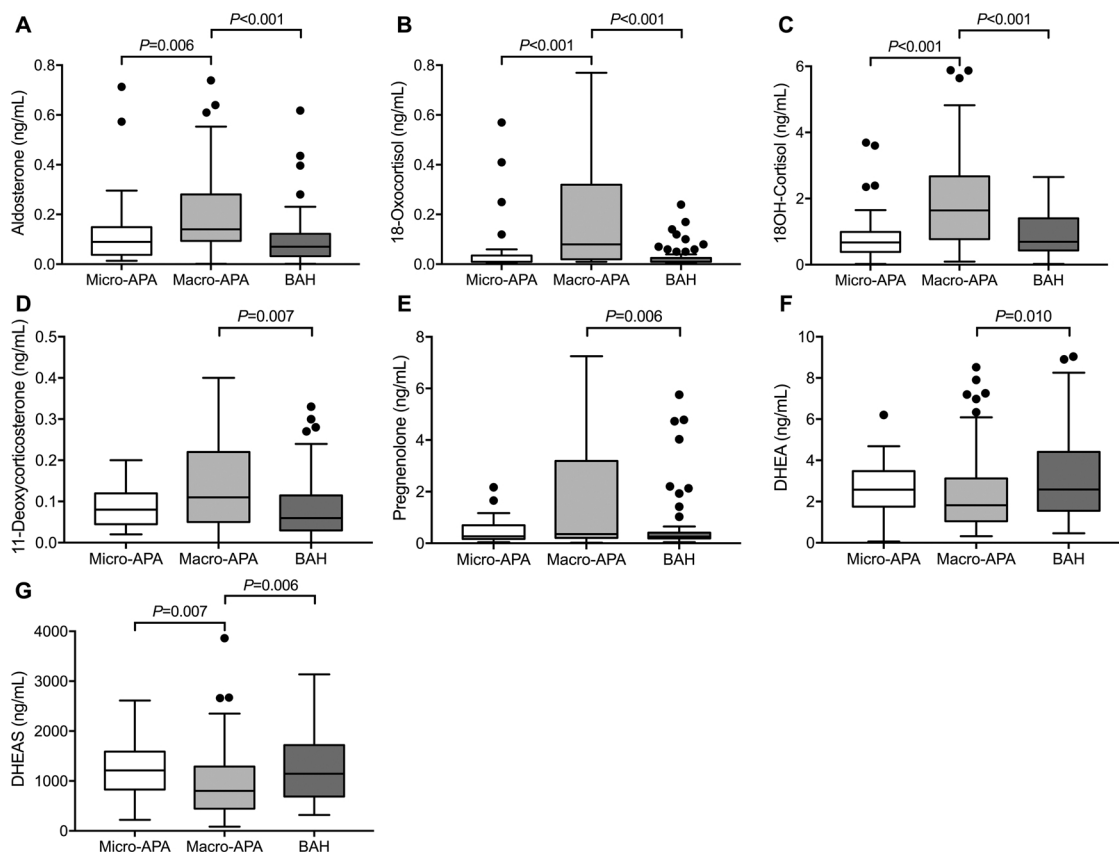 A
P<0.001
P=0.006
Aldosterone (ng/mL)
0.8
0.6
0.4
0.2
0.0
Micro-APA Macro-APA BAH
B
P<0.001
P<0.001
18-Oxocortisol (ng/mL)
0.8
0.6
0.4
0.2
0.0
Micro-APA Macro-APA BAH
C
P<0.001
P<0.001
18OH-Cortisol (ng/mL)
6
4
2
0
Micro-APA Macro-APA BAH
D
P=0.007
11-Deoxycorticosterone (ng/mL)
0.5
0.4
0.3
0.2
0.1
0.0
Micro-APA Macro-APA BAH
E
P=0.006
Pregnenolone (ng/mL)
8
6
4
2
0
Micro-APA Macro-APA BAH
F
P=0.010
DHEA (ng/mL)
10
8
6
4
2
0
Micro-APA Macro-APA BAH
G
P=0.006
P=0.007
DHEAS (ng/mL)
4000
3000
2000
1000
0
Micro-APA Macro-APA BAH